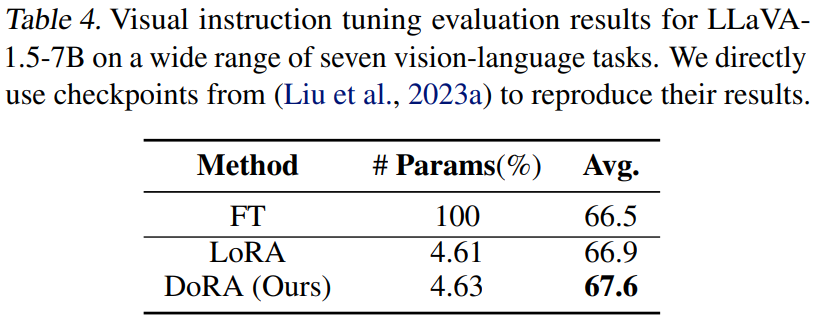 Table 4. Visual instruction tuning evaluation results for LLaVA-
1.5-7B on a wide range of seven vision-language tasks. We directly
use checkpoints from (Liu et al., 2023a) to reproduce their results.
Method # Params(%) Avg.
FT 100 66.5
LoRA 4.61 66.9
DoRA (Ours) 4.63 67.6